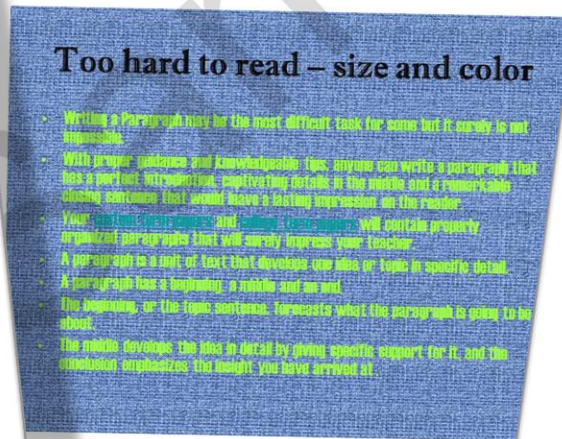 Too hard to read – size and color
• Writing a Paragraph may be the most difficult task for some but it surely is not
impossible.
• With proper guidance and knowledgeable tips, anyone can write a paragraph that
has a perfect introduction, captivating details in the middle and a remarkable
closing sentence that would leave a lasting impression on the reader.
• Your custom term papers and college term papers will contain properly
organized paragraphs that will surely impress your teacher.
• A paragraph is a unit of text that develops one idea or topic in specific detail.
• A paragraph has a beginning, a middle and an end.
• The beginning, or the topic sentence, forecasts what the paragraph is going to be
about.
• The middle develops the idea in detail by giving specific support for it, and the
conclusion emphasizes the insight you have arrived at.